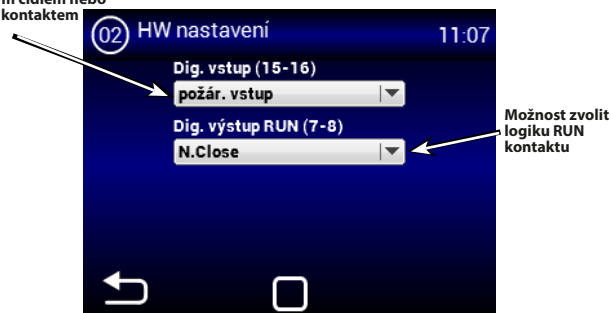 ní čidlem nebo
kontaktem
02 HW nastavení 11:07
Dig. vstup (15-16)
požár. vstup
Dig. výstup RUN (7-8)
N.Close
Možnost zvolit
logiku RUN
kontaktu